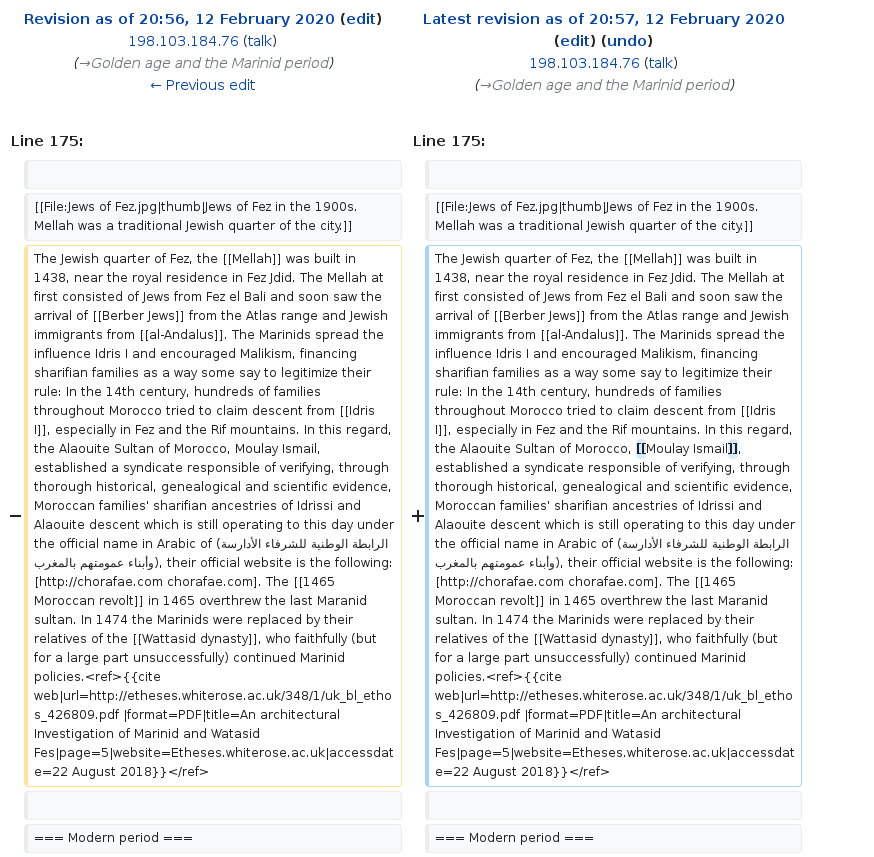 Revision as of 20:56, 12 February 2020 (edit)
198.103.184.76 (talk)
(→Golden age and the Marinid period)
← Previous edit
Latest revision as of 20:57, 12 February 2020
(edit) (undo)
198.103.184.76 (talk)
(→Golden age and the Marinid period)
Line 175:
Line 175:
[[File:Jews of Fez.jpg|thumb|Jews of Fez in the 1900s.
Mellah was a traditional Jewish quarter of the city.]]
[[File:Jews of Fez.jpg|thumb|Jews of Fez in the 1900s.
Mellah was a traditional Jewish quarter of the city.]]
−
The Jewish quarter of Fez, the [[Mellah]] was built in
1438, near the royal residence in Fez Jdid. The Mellah at
first consisted of Jews from Fez el Bali and soon saw the
arrival of [[Berber Jews]] from the Atlas range and Jewish
immigrants from [[al-Andalus]]. The Marinids spread the
influence Idris I and encouraged Malikism, financing
sharifian families as a way some say to legitimize their
rule: In the 14th century, hundreds of families
throughout Morocco tried to claim descent from [[Idris
I]], especially in Fez and the Rif mountains. In this regard,
the Alaouite Sultan of Morocco, Moulay Ismail,
established a syndicate responsible of verifying, through
thorough historical, genealogical and scientific evidence,
Moroccan families' sharifian ancestries of Idrissi and
Alaouite descent which is still operating to this day under
the official name in Arabic of (الرابطة الوطنية للشرفاء الأدارسة
وأبناء عمومتهم بالمغرب), their official website is the following:
[http://chorafae.com chorafae.com]. The [[1465
Moroccan revolt]] in 1465 overthrew the last Maranid
sultan. In 1474 the Marinids were replaced by their
relatives of the [[Wattasid dynasty]], who faithfully (but
for a large part unsuccessfully) continued Marinid
policies.<ref>{{cite
web|url=http://etheses.whiterose.ac.uk/348/1/uk_bl_etho
s_426809.pdf |format=PDF|title=An architectural
Investigation of Marinid and Watasid
Fes|page=5|website=Etheses.whiterose.ac.uk|accessdat
e=22 August 2018}}</ref>
+
The Jewish quarter of Fez, the [[Mellah]] was built in
1438, near the royal residence in Fez Jdid. The Mellah at
first consisted of Jews from Fez el Bali and soon saw the
arrival of [[Berber Jews]] from the Atlas range and Jewish
immigrants from [[al-Andalus]]. The Marinids spread the
influence Idris I and encouraged Malikism, financing
sharifian families as a way some say to legitimize their
rule: In the 14th century, hundreds of families
throughout Morocco tried to claim descent from [[Idris
I]], especially in Fez and the Rif mountains. In this regard,
the Alaouite Sultan of Morocco, [[Moulay Ismail]],
established a syndicate responsible of verifying, through
thorough historical, genealogical and scientific evidence,
Moroccan families' sharifian ancestries of Idrissi and
Alaouite descent which is still operating to this day under
the official name in Arabic of (الرابطة الوطنية للشرفاء الأدارسة
وأبناء عمومتهم بالمغرب), their official website is the following:
[http://chorafae.com chorafae.com]. The [[1465
Moroccan revolt]] in 1465 overthrew the last Maranid
sultan. In 1474 the Marinids were replaced by their
relatives of the [[Wattasid dynasty]], who faithfully (but
for a large part unsuccessfully) continued Marinid
policies.<ref>{{cite
web|url=http://etheses.whiterose.ac.uk/348/1/uk_bl_etho
s_426809.pdf |format=PDF|title=An architectural
Investigation of Marinid and Watasid
Fes|page=5|website=Etheses.whiterose.ac.uk|accessdat
e=22 August 2018}}</ref>
=== Modern period ===
=== Modern period ===